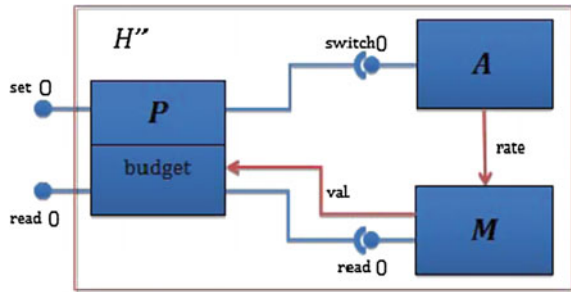 H″
switch()
A
set ()
P
rate
budget
val
read ()
M
read ()